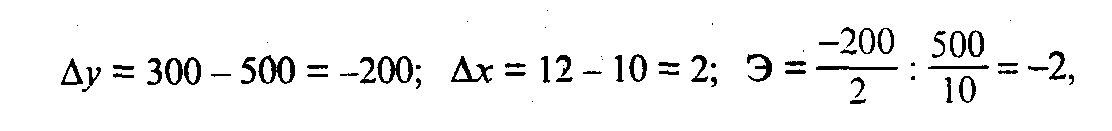 Δy = 300 – 500 = –200; Δx = 12 – 10 = 2; Э = –200/2 : 500/10 = –2,